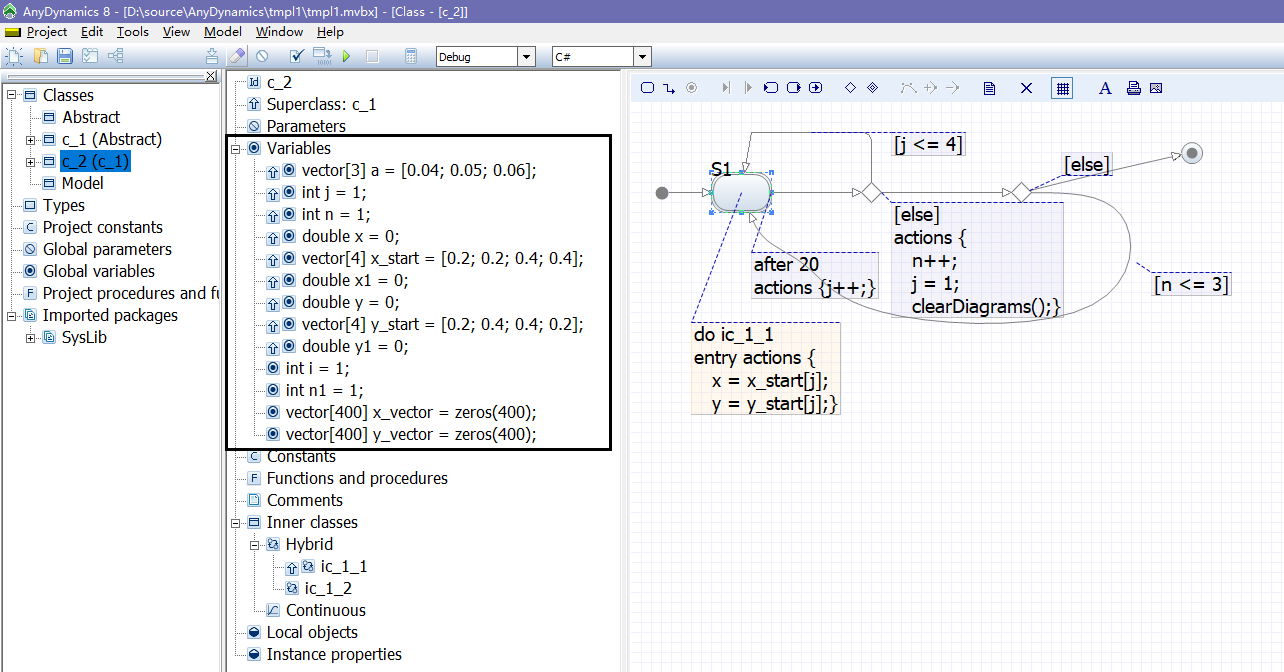 AnyDynamics 8 - [D:\source\AnyDynamics\tmpl1\tmpl1.mvbx] - [Class - [c_2]]
Project Edit Tools View Model Window Help
Debug C#
Classes
Abstract
c_1 (Abstract)
c_2 (c_1)
Model
Types
Project constants
Global parameters
Global variables
Project procedures and fu
Imported packages
SysLib
c_2
Superclass: c_1
Parameters
Variables
vector[3] a = [0.04; 0.05; 0.06];
int j = 1;
int n = 1;
double x = 0;
vector[4] x_start = [0.2; 0.2; 0.4; 0.4];
double x1 = 0;
double y = 0;
vector[4] y_start = [0.2; 0.4; 0.4; 0.2];
double y1 = 0;
int i = 1;
int n1 = 1;
vector[400] x_vector = zeros(400);
vector[400] y_vector = zeros(400);
Constants
Functions and procedures
Comments
Inner classes
Hybrid
ic_1_1
ic_1_2
Continuous
Local objects
Instance properties
[j <= 4]
S1
[else]
[else]
actions {
n++;
j = 1;
clearDiagrams();}
after 20
actions {j++;}
[n <= 3]
do ic_1_1
entry actions {
x = x_start[j];
y = y_start[j];}